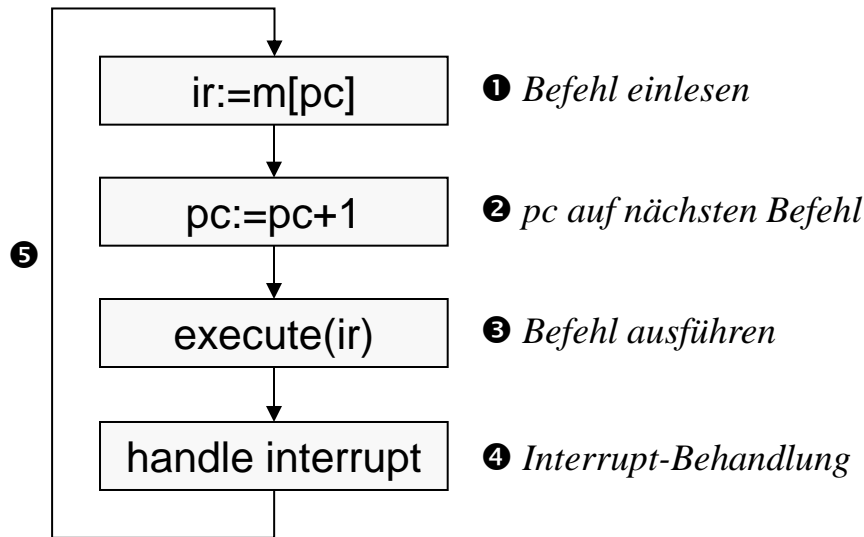 ir:=m[pc]
❶ Befehl einlesen
pc:=pc+1
❷ pc auf nächsten Befehl
❺
execute(ir)
❸ Befehl ausführen
handle interrupt
❹ Interrupt-Behandlung